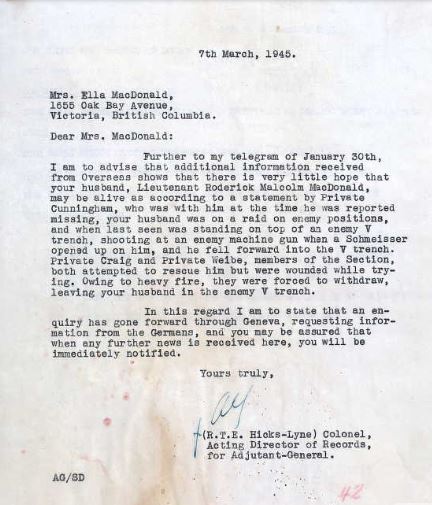 7th March, 1945.
Mrs. Ella MacDonald,
1655 Oak Bay Avenue,
Victoria, British Columbia.
Dear Mrs. MacDonald:
Further to my telegram of January 30th,
I am to advise that additional information received
from Overseas shows that there is very little hope that
your husband, Lieutenant Roderick Malcolm MacDonald,
may be alive as according to a statement by Private
Cunningham, who was with him at the time he was reported
missing, your husband was on a raid on enemy positions,
and when last seen was standing on top of an enemy V
trench, shooting at an enemy machine gun when a Schmeisser
opened up on him, and he fell forward into the V trench.
Private Craig and Private Weibe, members of the Section,
both attempted to rescue him but were wounded while try-
ing. Owing to heavy fire, they were forced to withdraw,
leaving your husband in the enemy V trench.
In this regard I am to state that an en-
quiry has gone forward through Geneva, requesting infor-
mation from the Germans, and you may be assured that
when any further news is received here, you will be
immediately notified.
Yours truly,
(R.T.E. Hicks-Lyne) Colonel,
Acting Director of Records,
for Adjutant-General.
AG/SD
42